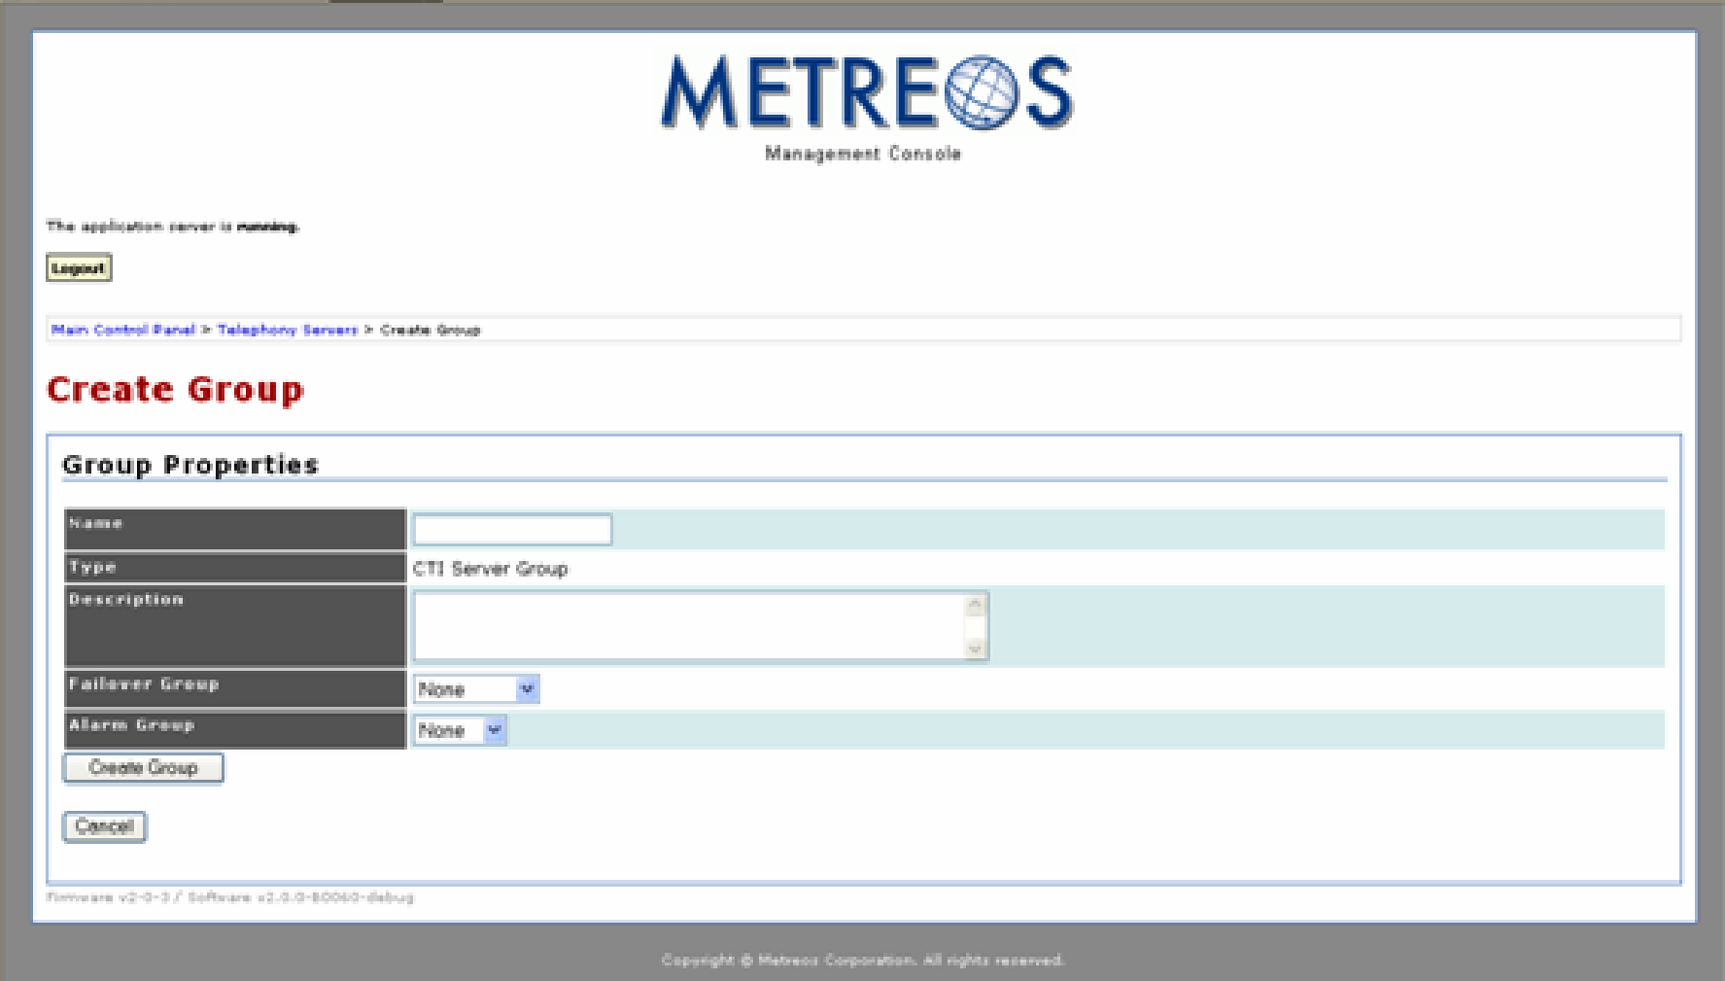 METREOS
Management Console
The application server is running.
Logout
Main Control Panel > Telephony Servers > Create Group
Create Group
Group Properties
Name
Type CTI Server Group
Description
Failover Group None
Alarm Group None
Create Group
Cancel
Firmware v2-0-3 / Software v2.0.0-B0060-debug
Copyright © Metreos Corporation. All rights reserved.